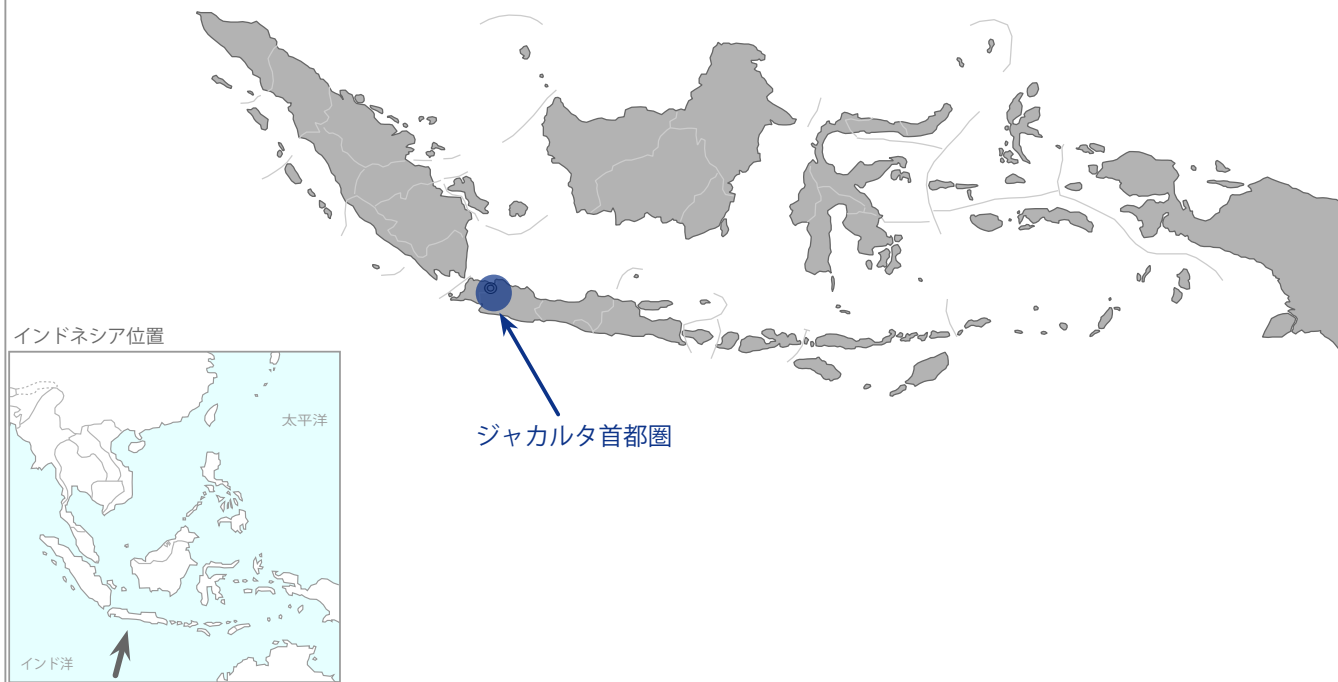 インドネシア位置
太平洋
ジャカルタ首都圏
インド洋